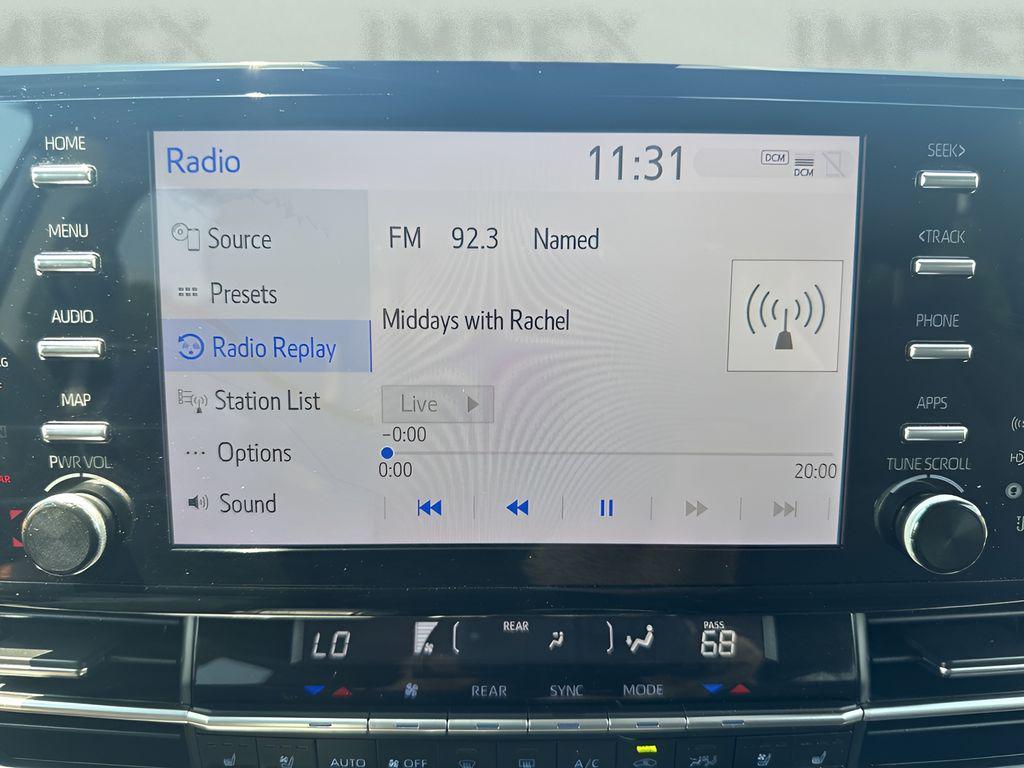 IMPEX IMPEX IMPEX
HOME
MENU
AUDIO
MAP
PWR VOL
Radio 11:31 DCM DCM
Source
Presets
Radio Replay
Station List
Options
Sound
FM 92.3 Named
Middays with Rachel
Live
-0:00
0:00 20:00
SEEK>
<TRACK
PHONE
APPS
TUNE SCROLL
LO REAR PASS 68
REAR SYNC MODE
AUTO OFF A/C